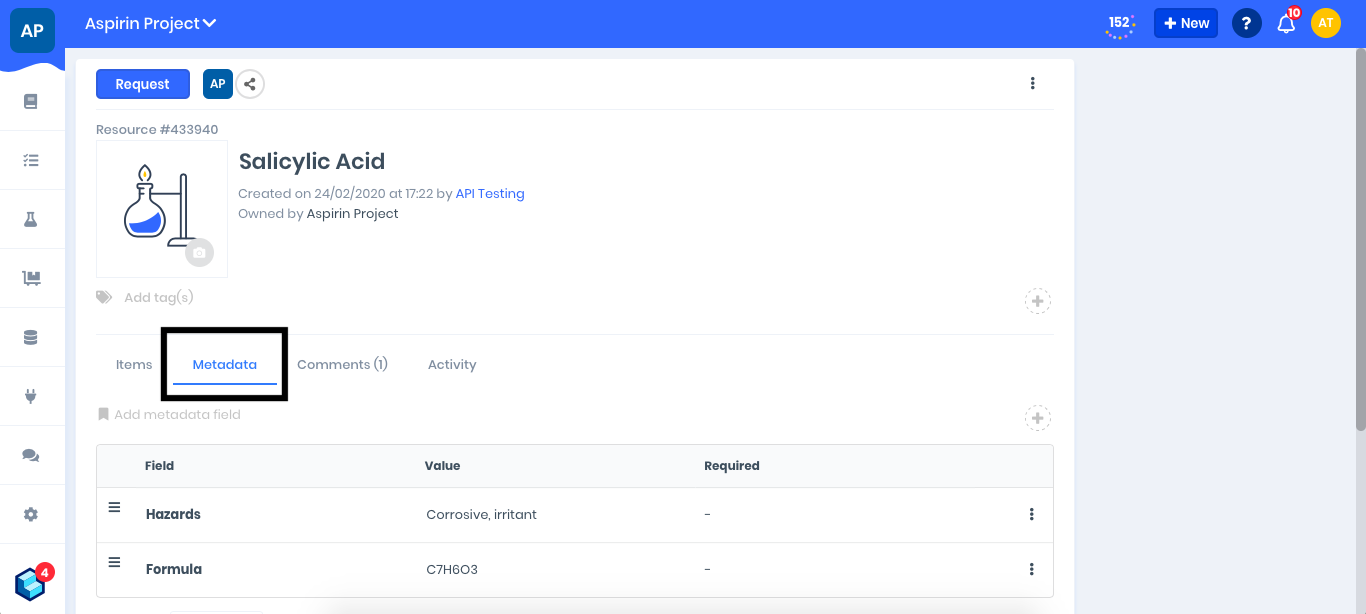 AP
Aspirin Project
152
New
?
10
AT
Request
AP
Resource #433940
Salicylic Acid
Created on 24/02/2020 at 17:22 by API Testing
Owned by Aspirin Project
Add tag(s)
Items Metadata Comments (1) Activity
Add metadata field
Field Value Required
Hazards Corrosive, irritant -
Formula C7H6O3 -
4